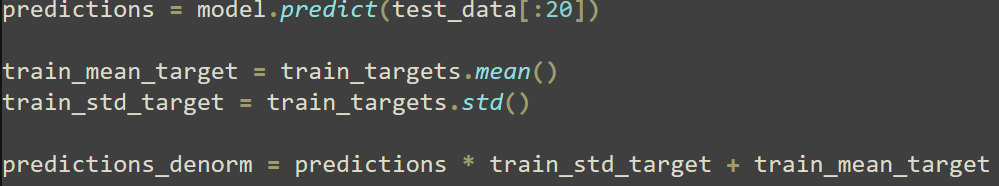 predictions = model.predict(test_data[:20])
train_mean_target = train_targets.mean()
train_std_target = train_targets.std()
predictions_denorm = predictions * train_std_target + train_mean_target